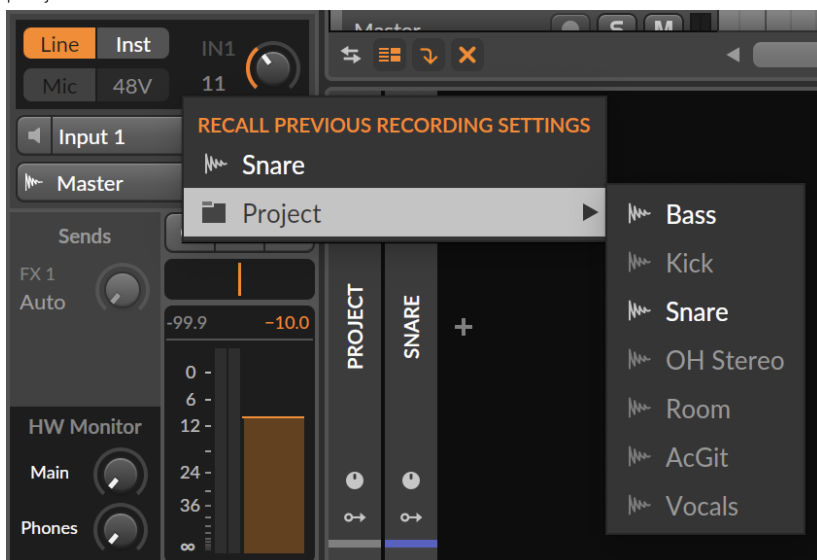 Master
S M
Line Inst IN1
Mic 48V 11
Input 1
Master
RECALL PREVIOUS RECORDING SETTINGS
Snare
Project
Bass
Kick
Snare
OH Stereo
Room
AcGit
Vocals
Sends
FX 1
Auto
-99.9 -10.0
0 -
6 -
12 -
24 -
36 -
∞
HW Monitor
Main
Phones
PROJECT
SNARE
+